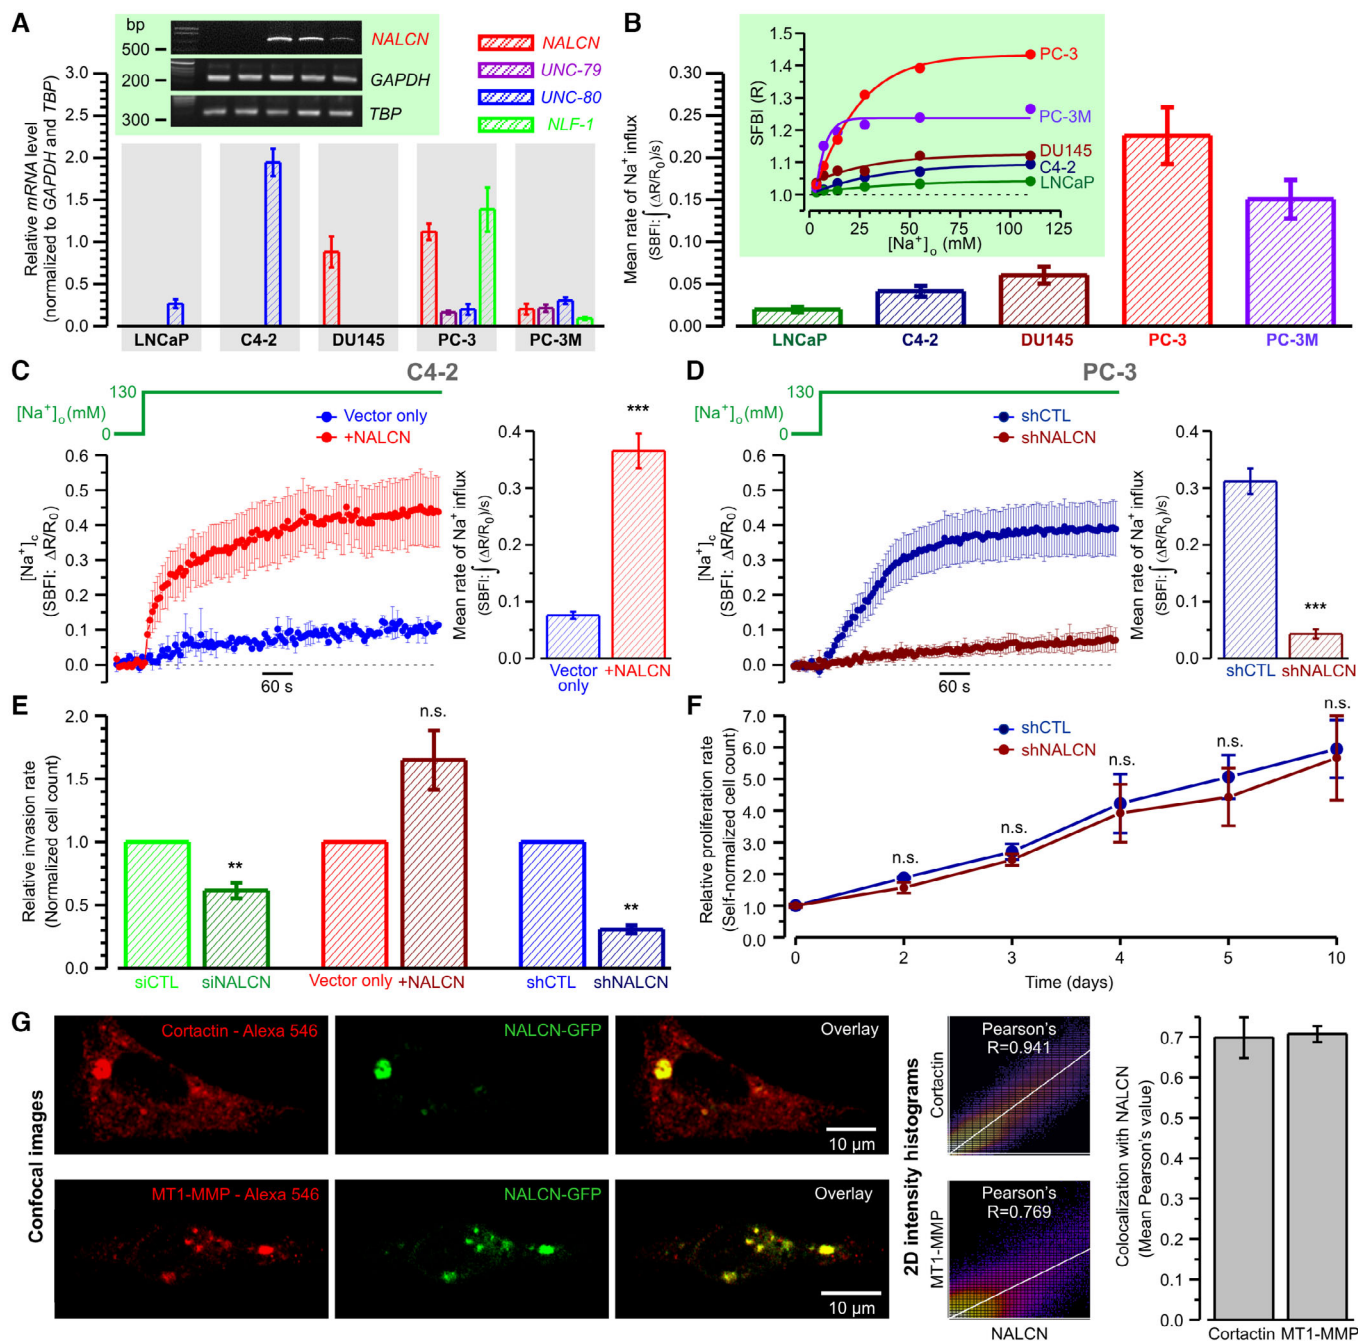 A
bp
500
200
300
NALCN
GAPDH
TBP
NALCN
UNC-79
UNC-80
NLF-1
Relative mRNA level
(normalized to GAPDH and TBP)
3.0
2.5
2.0
1.5
1.0
0.5
0.0
LNCaP C4-2 DU145 PC-3 PC-3M
B
Mean rate of Na⁺ influx
(SBFI: ∫ (ΔR/R₀)/s)
0.30
0.25
0.20
0.15
0.10
0.05
0.00
SFBI (R)
1.5
1.4
1.3
1.2
1.1
1.0
PC-3
PC-3M
DU145
C4-2
LNCaP
0 25 50 75 100 125
[Na⁺]ₒ (mM)
LNCaP C4-2 DU145 PC-3 PC-3M
C
C4-2
130
[Na⁺]ₒ(mM)
0
Vector only
+NALCN
[Na⁺]c
(SBFI: ΔR/R₀)
0.6
0.5
0.4
0.3
0.2
0.1
0.0
60 s
Mean rate of Na⁺ influx
(SBFI: ∫ (ΔR/R₀)/s)
0.4
0.3
0.2
0.1
0.0
***
Vector
only
+NALCN
D
PC-3
130
[Na⁺]ₒ(mM)
0
shCTL
shNALCN
[Na⁺]c
(SBFI: ΔR/R₀)
0.6
0.5
0.4
0.3
0.2
0.1
0.0
60 s
Mean rate of Na⁺ influx
(SBFI: ∫ (ΔR/R₀)/s)
0.4
0.3
0.2
0.1
0.0
***
shCTL shNALCN
E
Relative invasion rate
(Normalized cell count)
2.0
1.5
1.0
0.5
0.0
**
n.s.
**
siCTL siNALCN Vector only +NALCN shCTL shNALCN
F
Relative proliferation rate
(Self-normalized cell count)
7.0
6.0
5.0
4.0
3.0
2.0
1.0
0.0
shCTL
shNALCN
n.s.
n.s.
n.s.
n.s.
n.s.
0 2 3 4 5 10
Time (days)
G
Confocal images
Cortactin - Alexa 546
NALCN-GFP
Overlay
10 µm
MT1-MMP - Alexa 546
NALCN-GFP
Overlay
10 µm
2D intensity histograms
Cortactin
Pearson's
R=0.941
MT1-MMP
Pearson's
R=0.769
NALCN
Colocalization with NALCN
(Mean Pearson's value)
0.7
0.6
0.5
0.4
0.3
0.2
0.1
0.0
Cortactin MT1-MMP